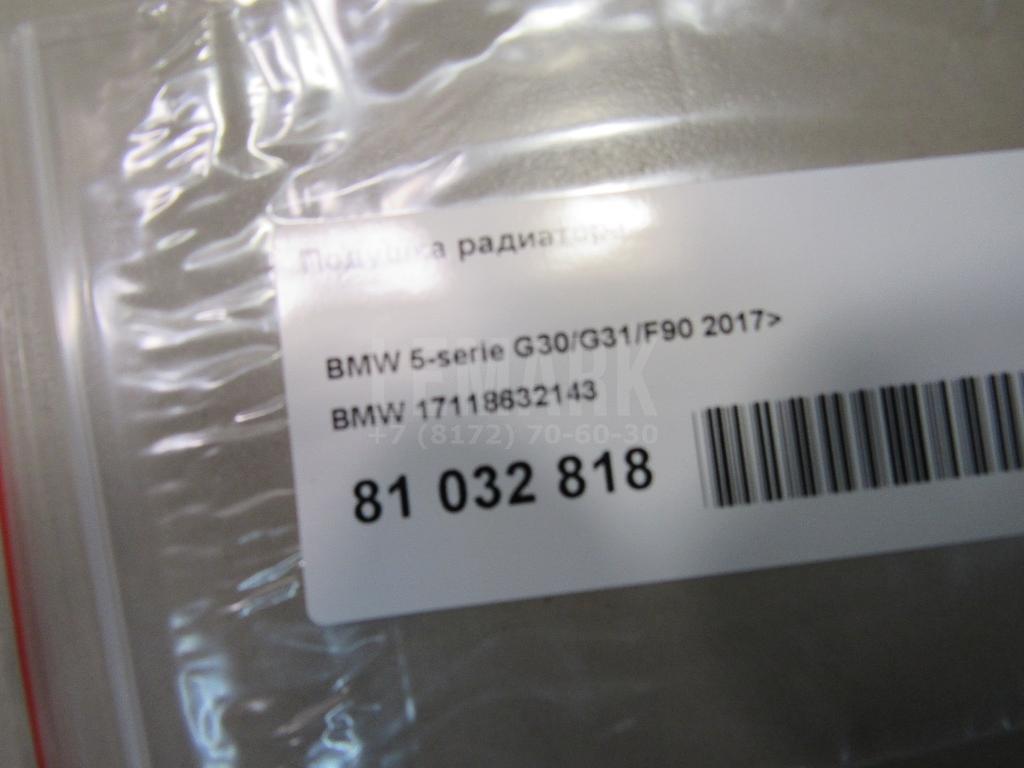 Подушка радиатора
BMW 5-serie G30/G31/F90 2017>
BMW 17118632143
81 032 818
LEMARK
+7 (8172) 70-60-30